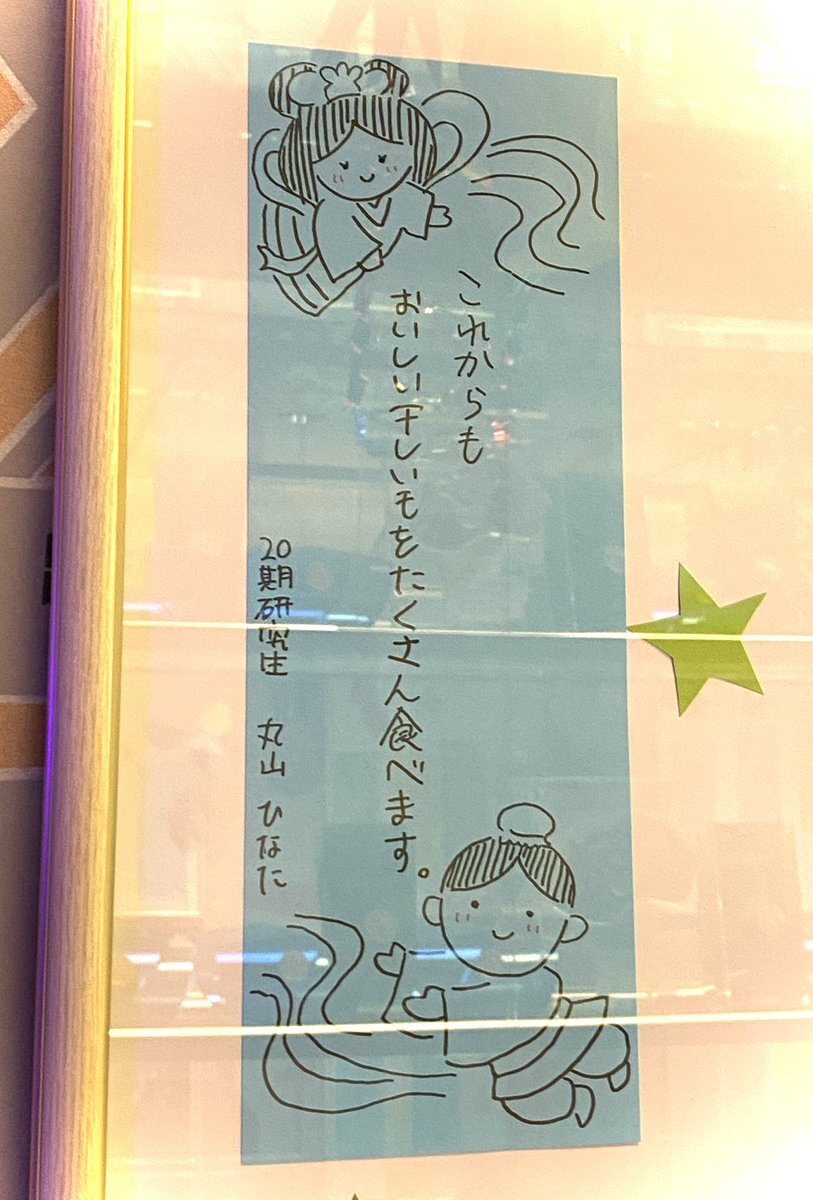 これからも
おいしい干しいもをたくさん食べます。
20期研究生 丸山 ひなた